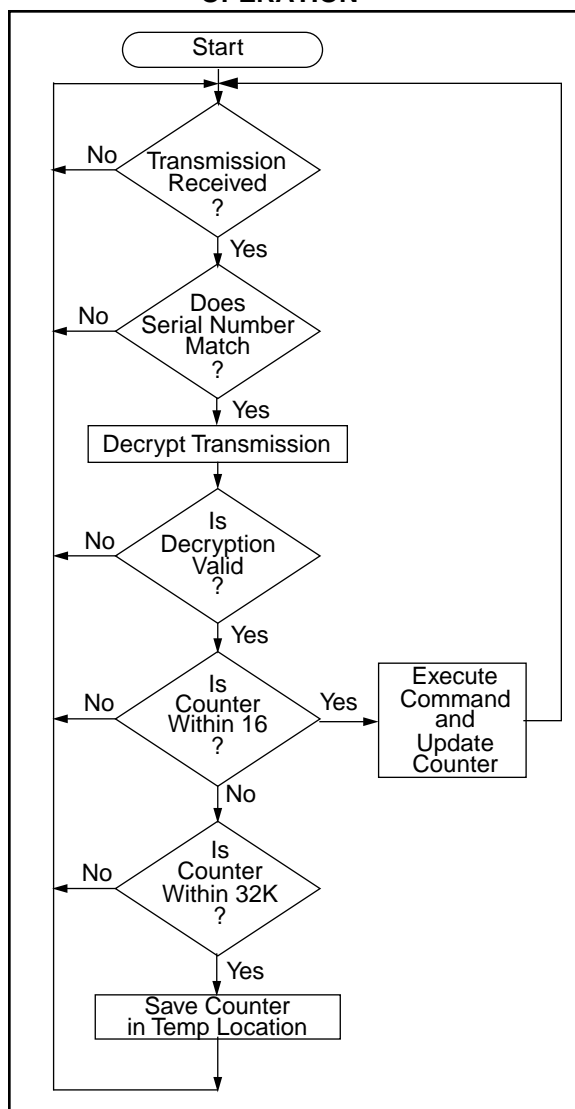 OPERATION
Start
No
Transmission
Received
?
Yes
No
Does
Serial Number
Match
?
Yes
Decrypt Transmission
No
Is
Decryption
Valid
?
Yes
No
Is
Counter
Within 16
?
Yes
Execute
Command
and
Update
Counter
No
No
Is
Counter
Within 32K
?
Yes
Save Counter
in Temp Location